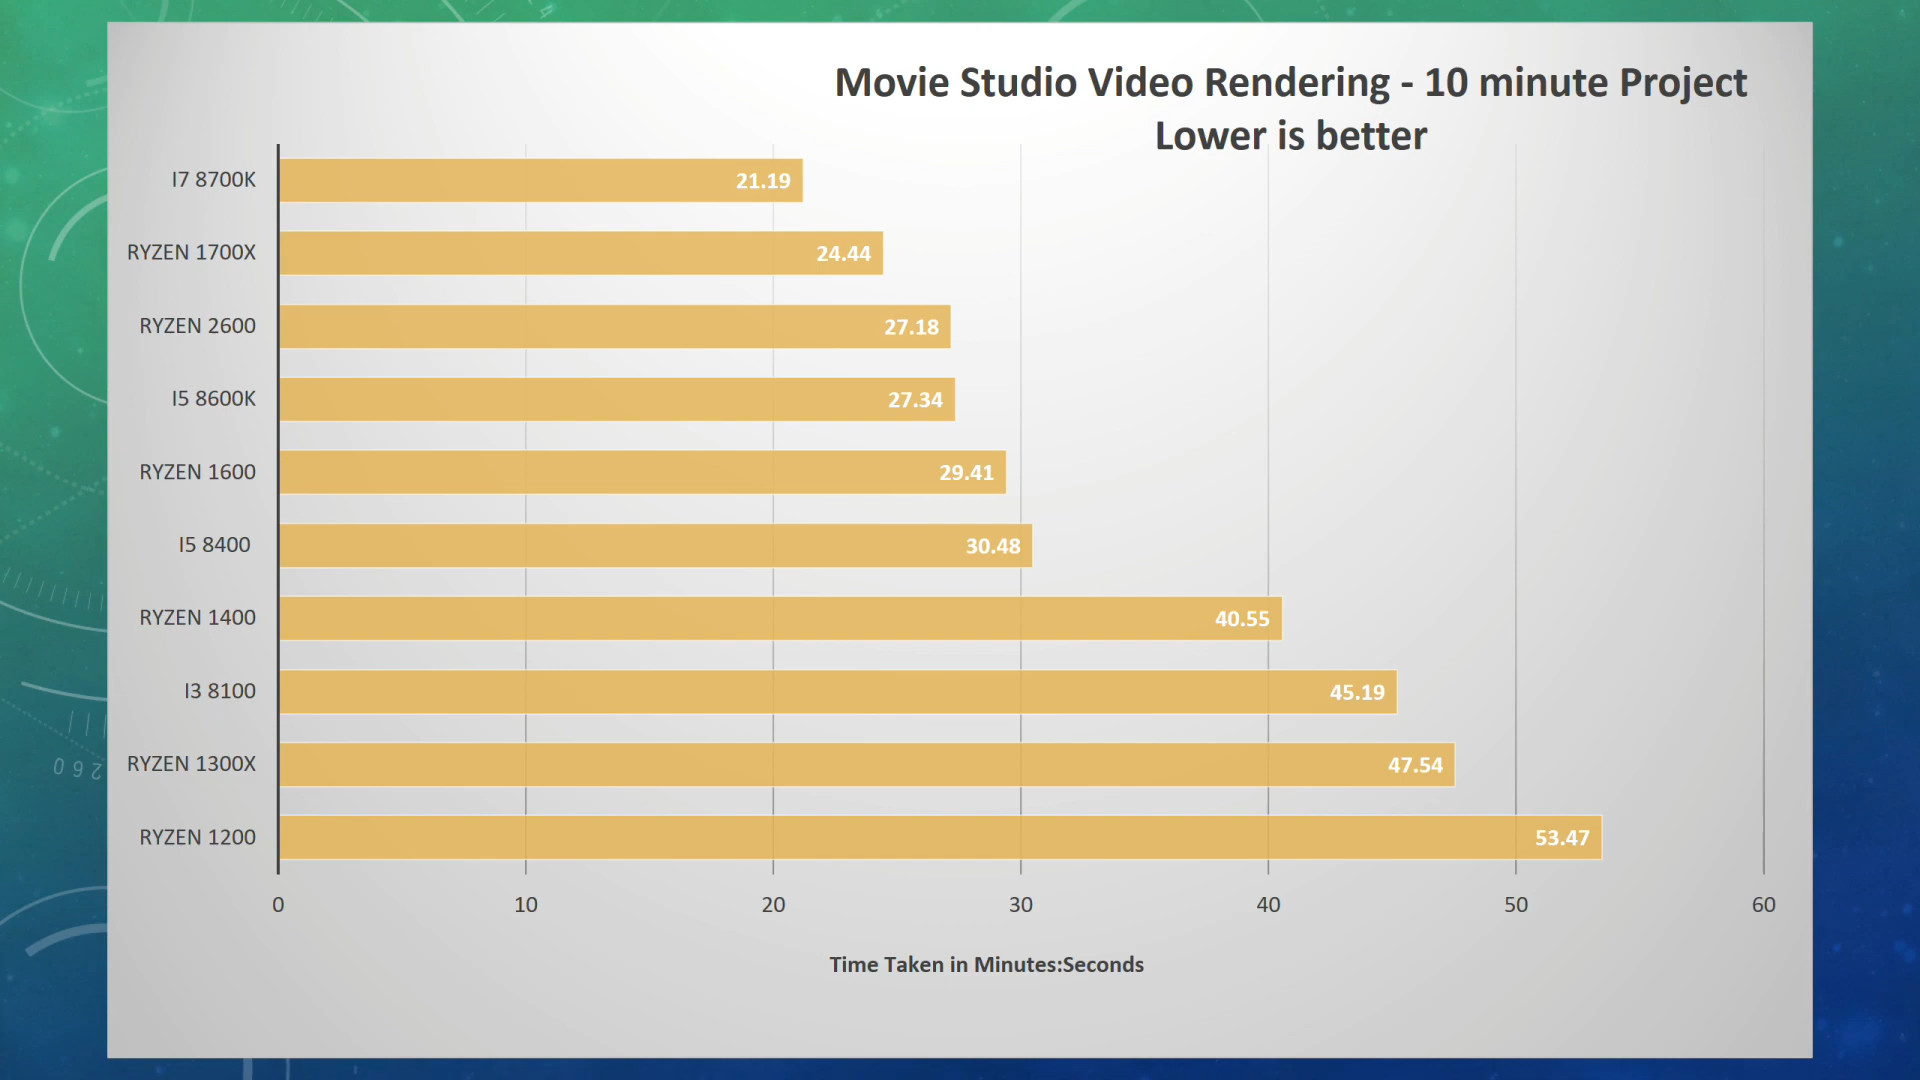 Movie Studio Video Rendering - 10 minute Project
Lower is better
I7 8700K 21.19
RYZEN 1700X 24.44
RYZEN 2600 27.18
I5 8600K 27.34
RYZEN 1600 29.41
I5 8400 30.48
RYZEN 1400 40.55
I3 8100 45.19
RYZEN 1300X 47.54
RYZEN 1200 53.47
0 10 20 30 40 50 60
Time Taken in Minutes:Seconds
260